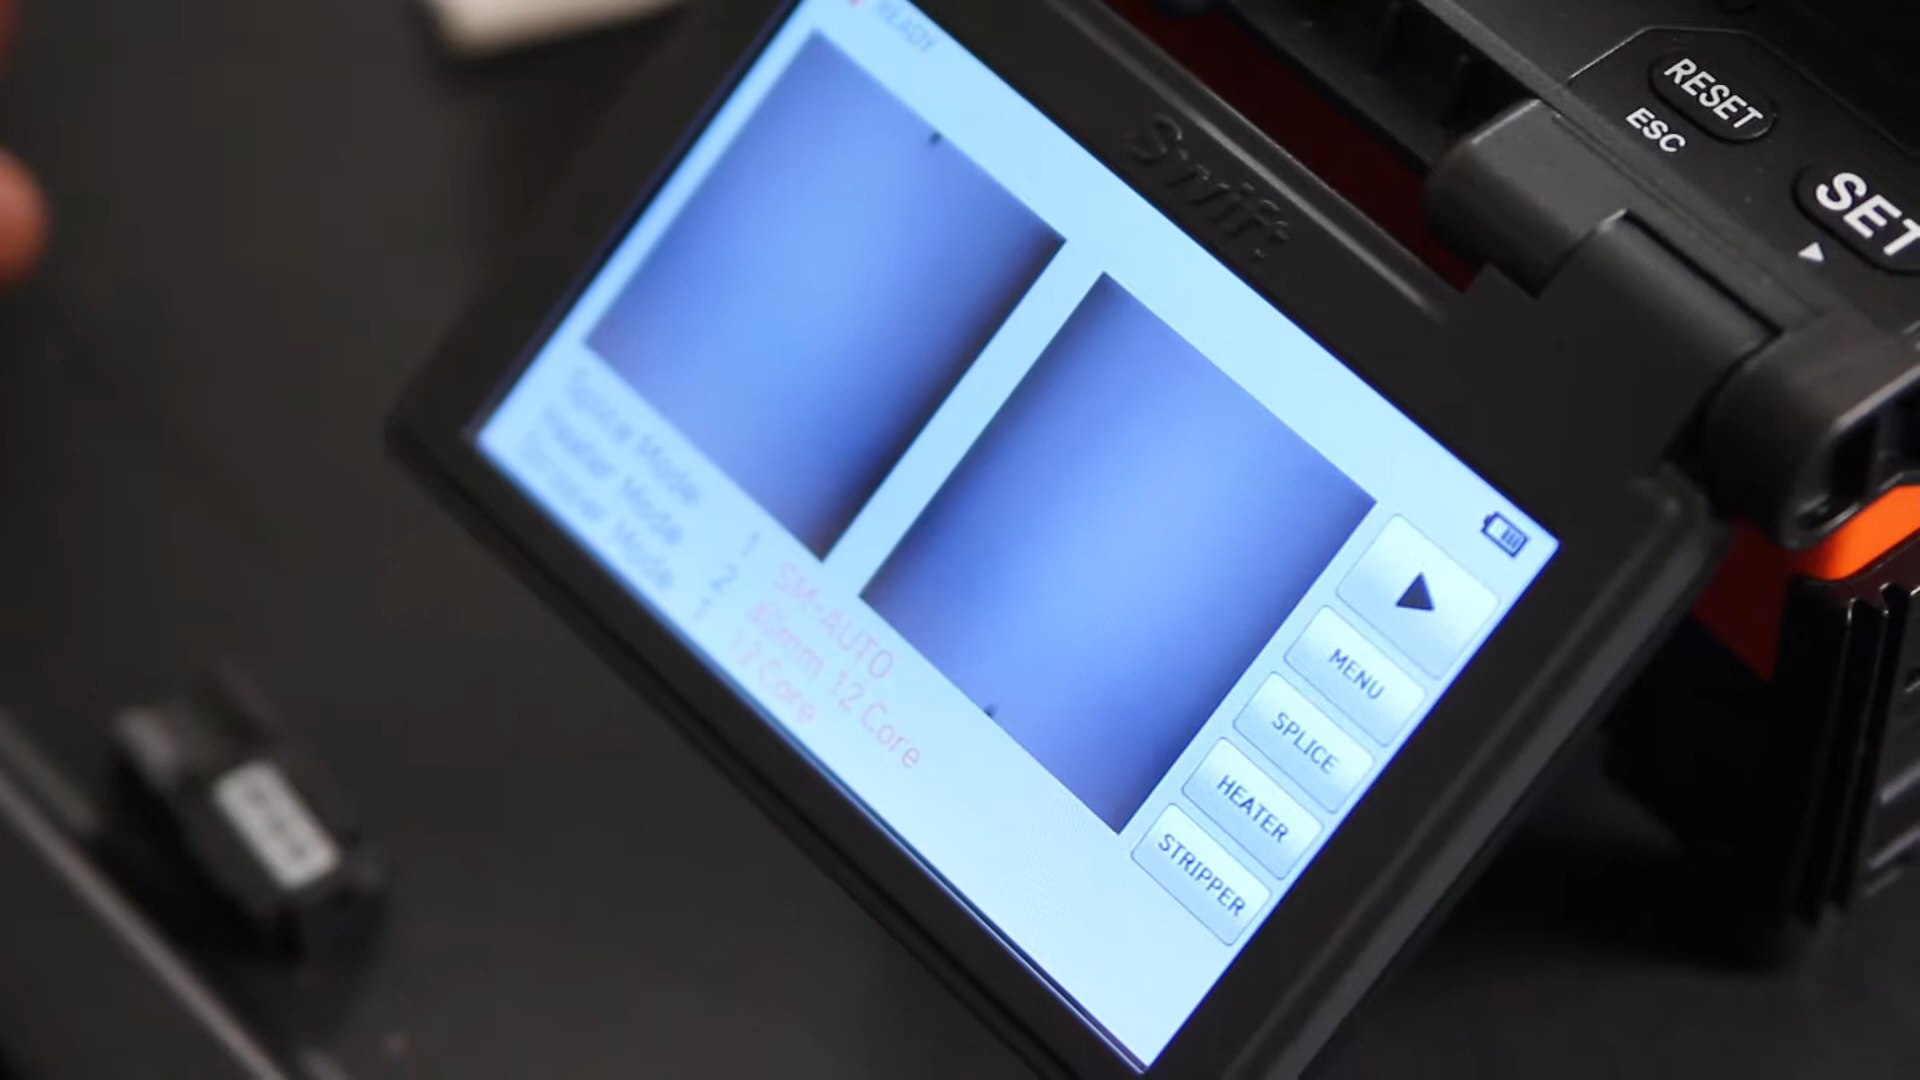 READY
Swift
RESET
ESC
SET
Splice Mode 1 SM-AUTO
Heater Mode 2 60mm 12 Core
Stripper Mode 1 12 Core
MENU
SPLICE
HEATER
STRIPPER